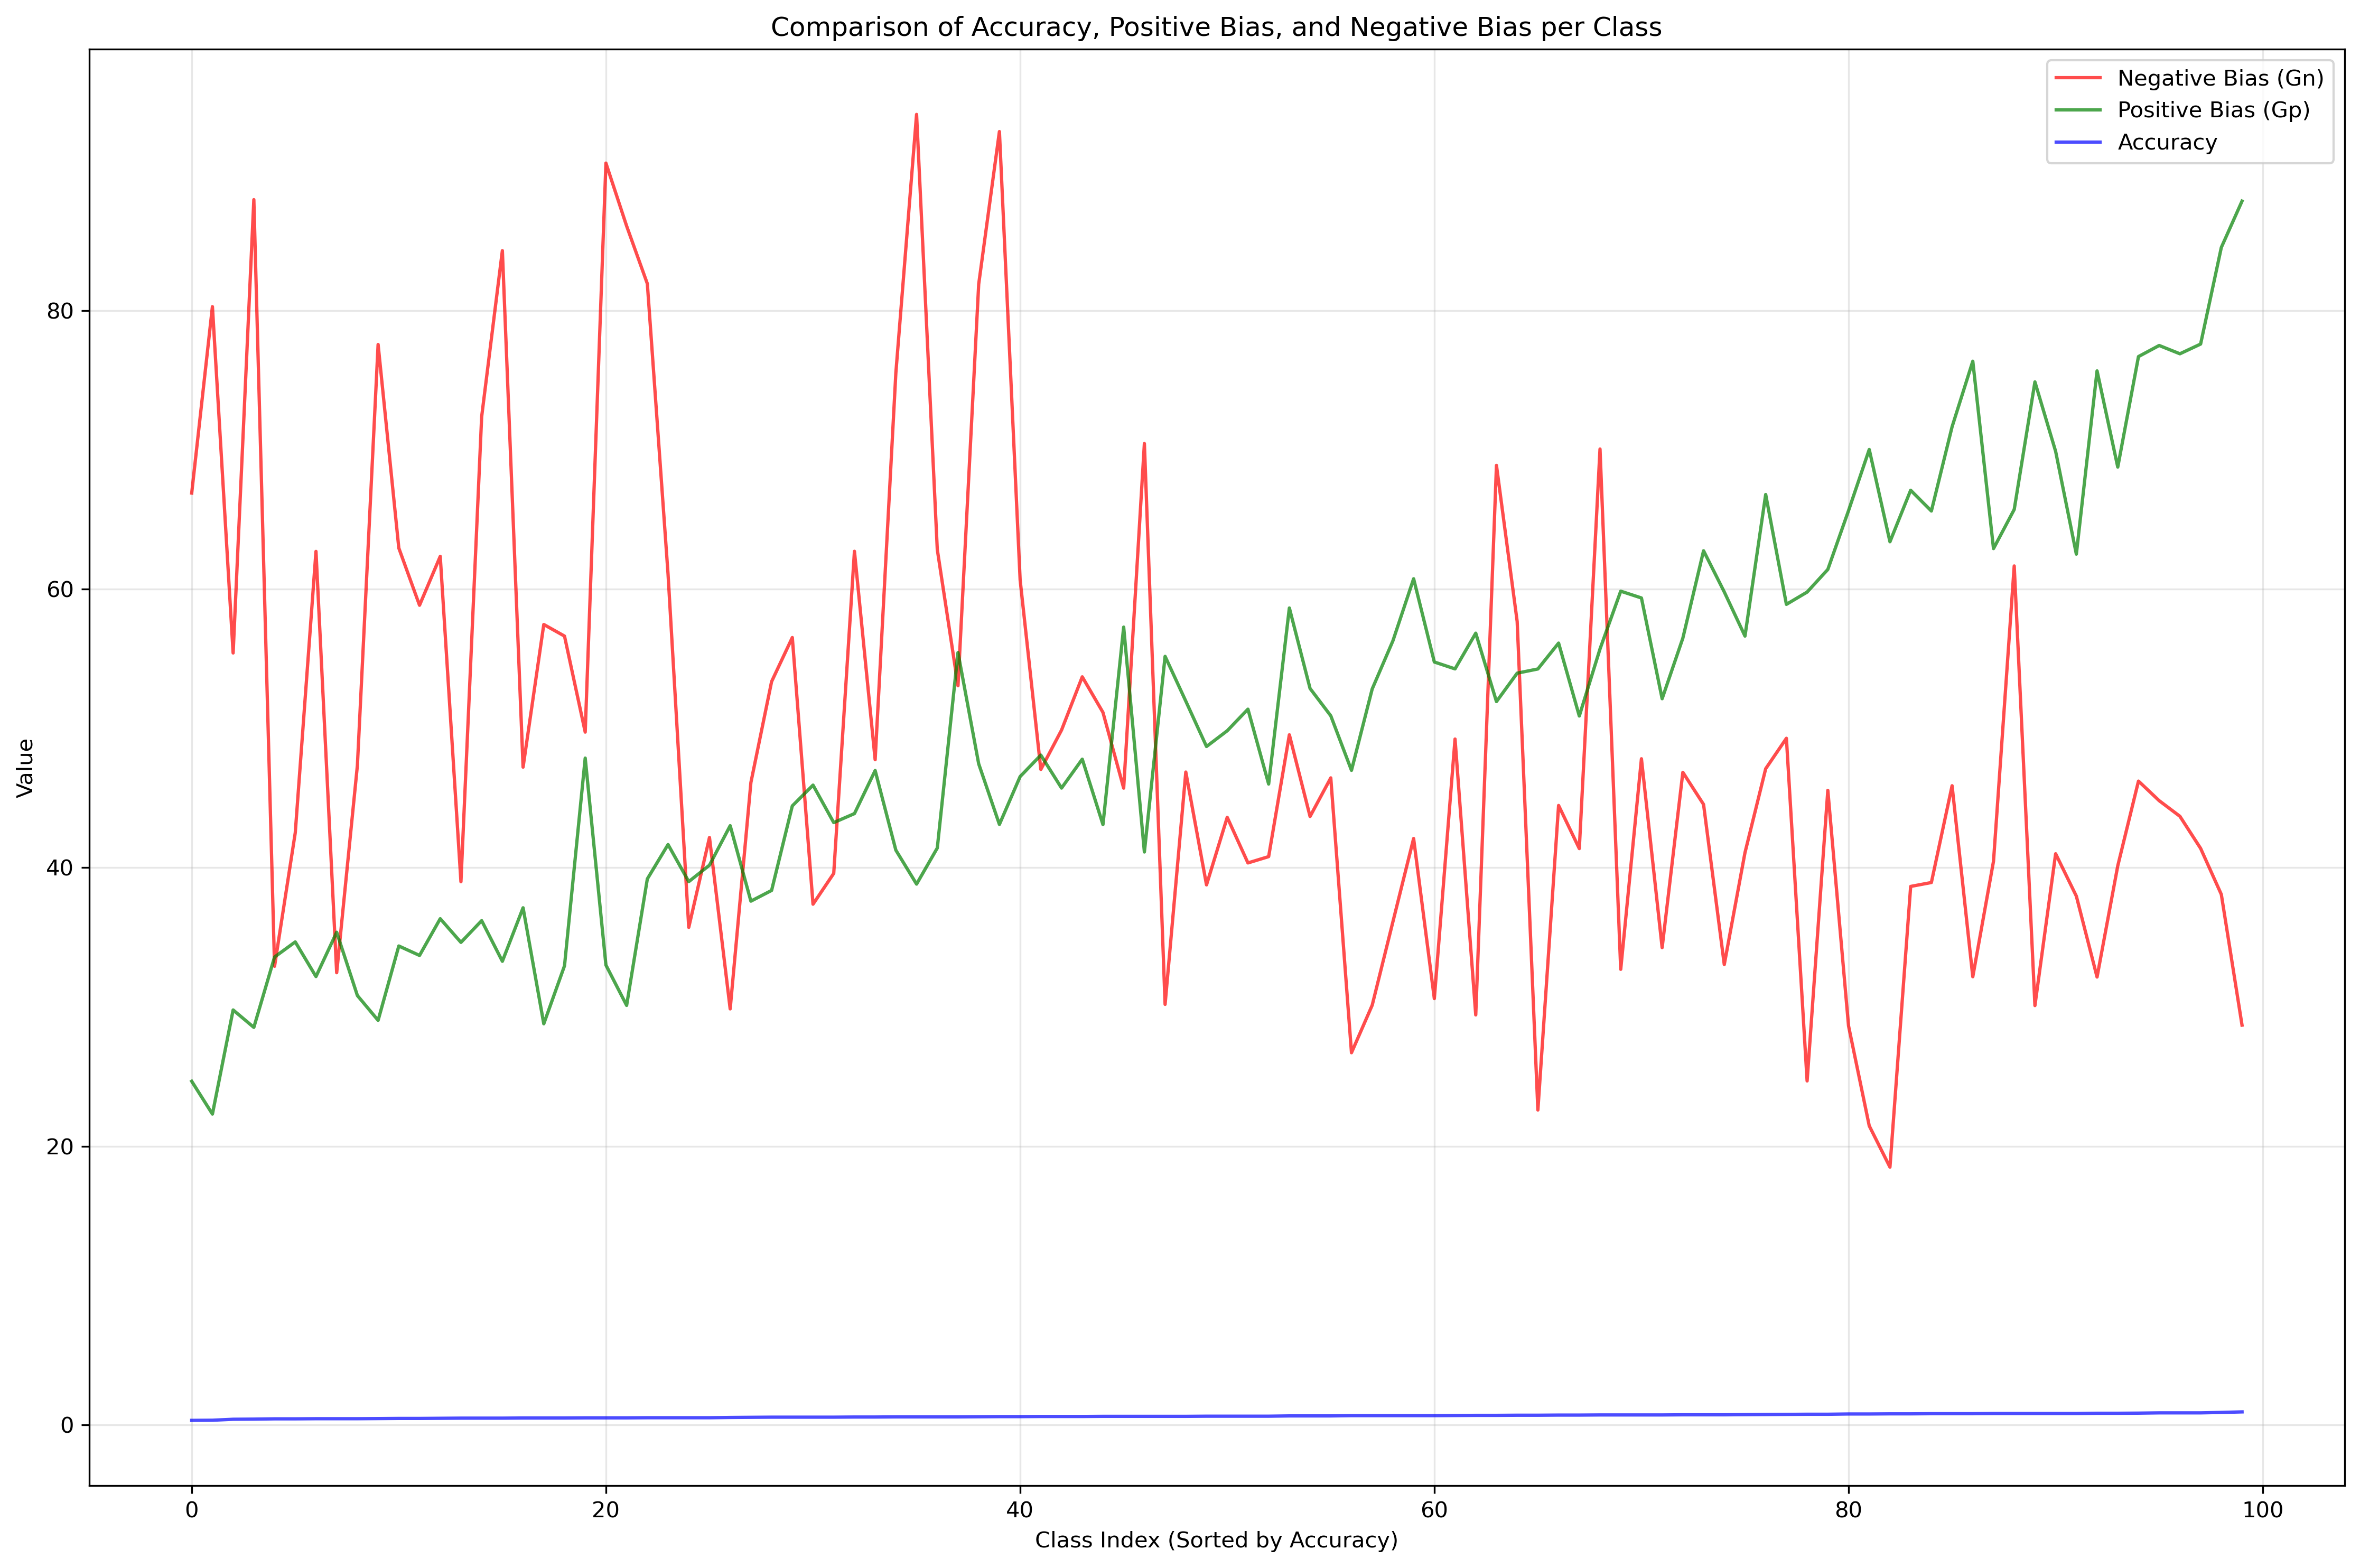 Comparison of Accuracy, Positive Bias, and Negative Bias per Class
Negative Bias (Gn)
Positive Bias (Gp)
Accuracy
Value
80
60
40
20
0
0 20 40 60 80 100
Class Index (Sorted by Accuracy)